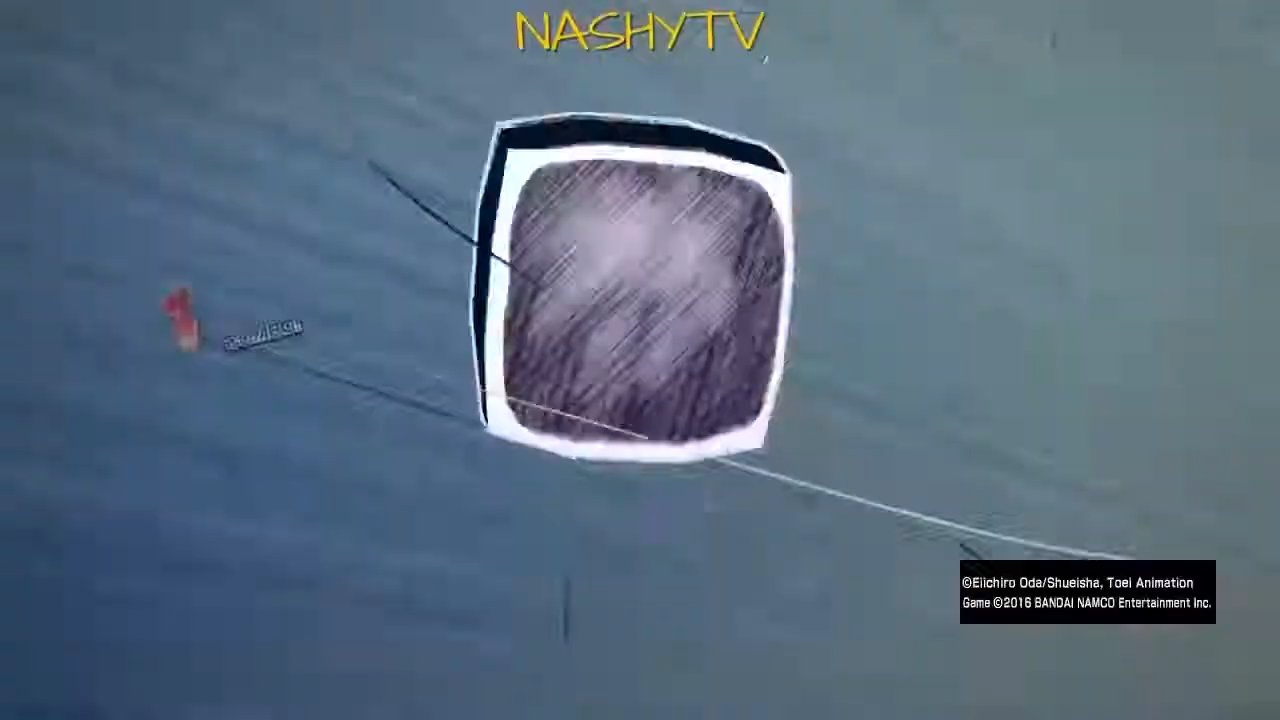 NASHYTV
©Eiichiro Oda/Shueisha, Toei Animation
Game ©2016 BANDAI NAMCO Entertainment Inc.